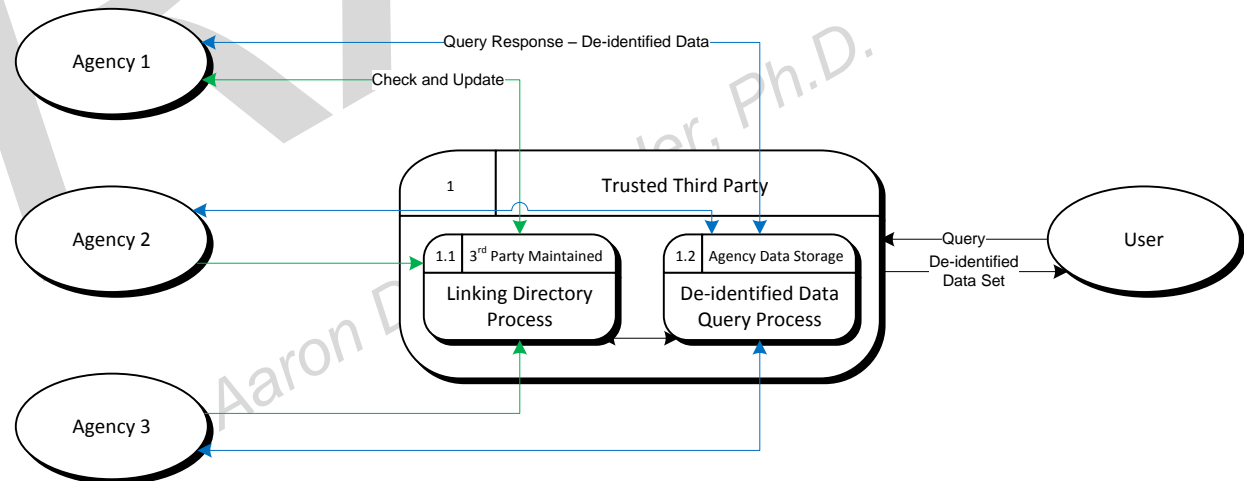 Agency 1
Query Response – De-identified Data
Check and Update
Ph.D.
1
Trusted Third Party
Agency 2
1.1
3rd Party Maintained
Linking Directory
Process
1.2
Agency Data Storage
De-identified Data
Query Process
Query
De-identified
Data Set
User
Aaron
Agency 3